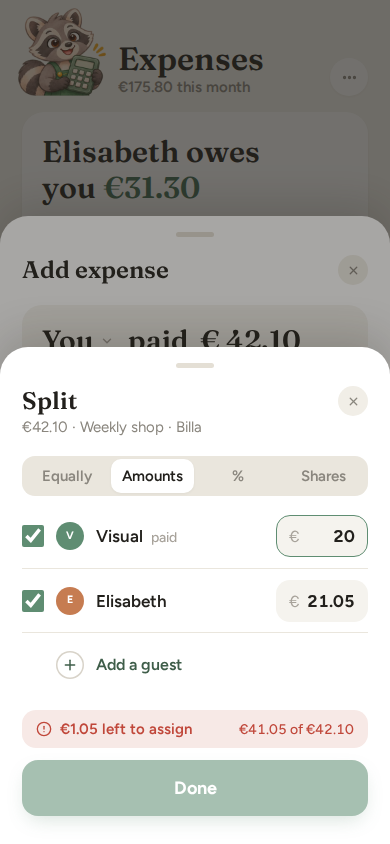 Expenses
€175.80 this month
Elisabeth owes
you €31.30
Add expense
You paid € 42.10
Split
€42.10 · Weekly shop · Billa
Equally Amounts % Shares
V Visual paid € 20
E Elisabeth € 21.05
Add a guest
€1.05 left to assign €41.05 of €42.10
Done